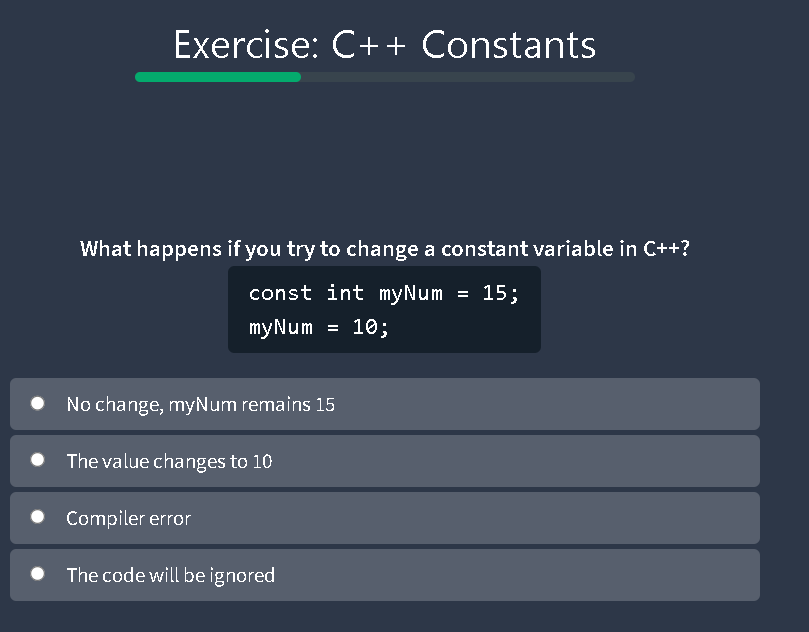 Exercise: C++ Constants
What happens if you try to change a constant variable in C++?
const int myNum = 15;
myNum = 10;
No change, myNum remains 15
The value changes to 10
Compiler error
The code will be ignored